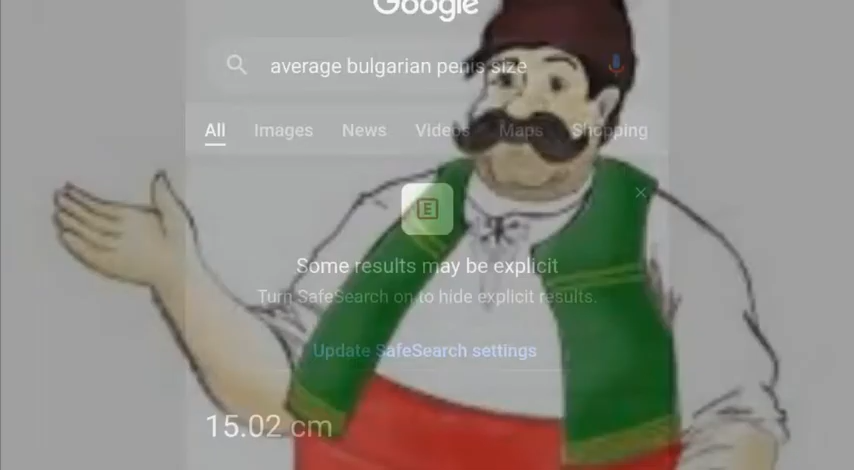 Google
average bulgarian penis size
All Images News Videos Maps Shopping
E
Some results may be explicit
Turn SafeSearch on to hide explicit results.
Update SafeSearch settings
15.02 cm